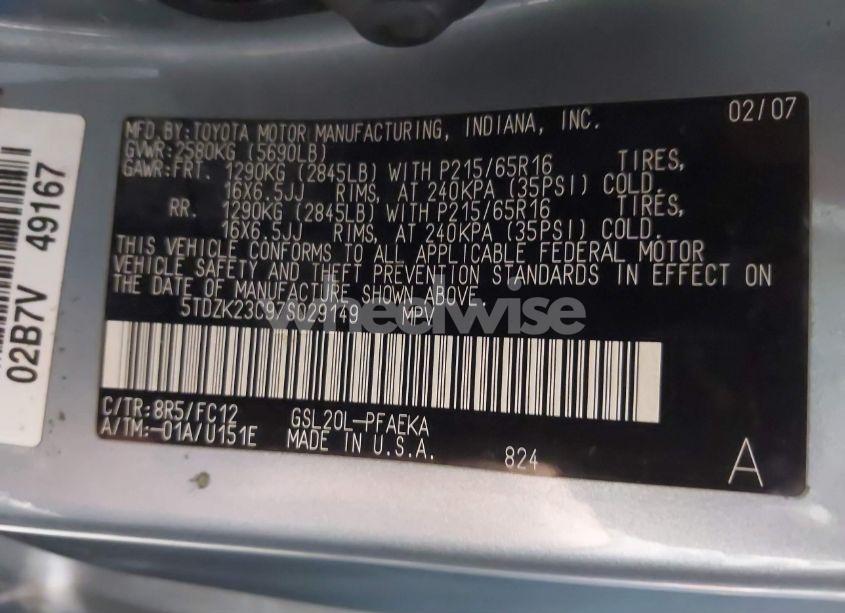 02B7V 49167
02/07
MFD.BY:TOYOTA MOTOR MANUFACTURING, INDIANA, INC.
GVWR:2580KG (5690LB)
GAWR:FRT. 1290KG (2845LB) WITH P215/65R16 TIRES,
16X6.5JJ RIMS, AT 240KPA (35PSI) COLD.
RR. 1290KG (2845LB) WITH P215/65R16 TIRES,
16X6.5JJ RIMS, AT 240KPA (35PSI) COLD.
THIS VEHICLE CONFORMS TO ALL APPLICABLE FEDERAL MOTOR
VEHICLE SAFETY AND THEFT PREVENTION STANDARDS IN EFFECT ON
THE DATE OF MANUFACTURE SHOWN ABOVE.
5TDZK23C97S029149 MPV
wheelwise
C/TR:8R5/FC12 GSL20L-PFAEKA
A/TM:-01A/U151E MADE IN U.S.A. 824 A